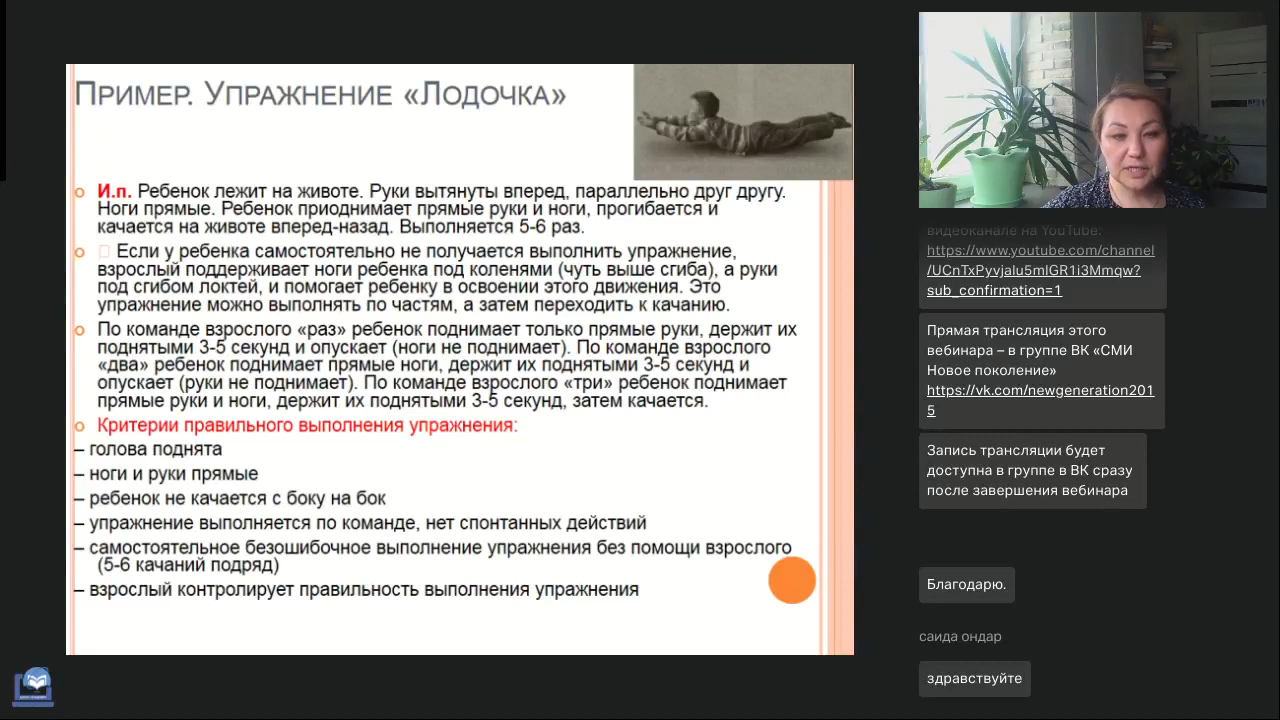 Пример. Упражнение «Лодочка»
И.п. Ребенок лежит на животе. Руки вытянуты вперед, параллельно друг другу.
Ноги прямые. Ребенок приоднимает прямые руки и ноги, прогибается и
качается на животе вперед-назад. Выполняется 5-6 раз.
Если у ребенка самостоятельно не получается выполнить упражнение,
взрослый поддерживает ноги ребенка под коленями (чуть выше сгиба), а руки
под сгибом локтей, и помогает ребенку в освоении этого движения. Это
упражнение можно выполнять по частям, а затем переходить к качанию.
По команде взрослого «раз» ребенок поднимает только прямые руки, держит их
поднятыми 3-5 секунд и опускает (ноги не поднимает). По команде взрослого
«два» ребенок поднимает прямые ноги, держит их поднятыми 3-5 секунд и
опускает (руки не поднимает). По команде взрослого «три» ребенок поднимает
прямые руки и ноги, держит их поднятыми 3-5 секунд, затем качается.
Критерии правильного выполнения упражнения:
– голова поднята
– ноги и руки прямые
– ребенок не качается с боку на бок
– упражнение выполняется по команде, нет спонтанных действий
– самостоятельное безошибочное выполнение упражнения без помощи взрослого
(5-6 качаний подряд)
– взрослый контролирует правильность выполнения упражнения
видеоканале на YouTube:
https://www.youtube.com/channel
/UCnTxPyvjalu5mlGR1i3Mmqw?
sub_confirmation=1
Прямая трансляция этого
вебинара – в группе ВК «СМИ
Новое поколение»
https://vk.com/newgeneration201
5
Запись трансляции будет
доступна в группе в ВК сразу
после завершения вебинара
Благодарю.
саида ондар
здравствуйте